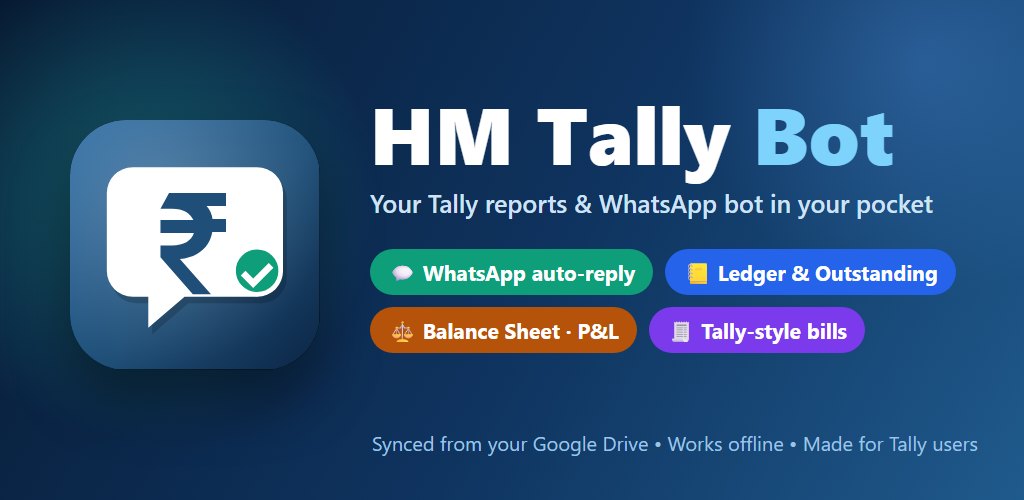 ₹
HM Tally Bot
Your Tally reports & WhatsApp bot in your pocket
WhatsApp auto-reply
Ledger & Outstanding
Balance Sheet · P&L
Tally-style bills
Synced from your Google Drive • Works offline • Made for Tally users